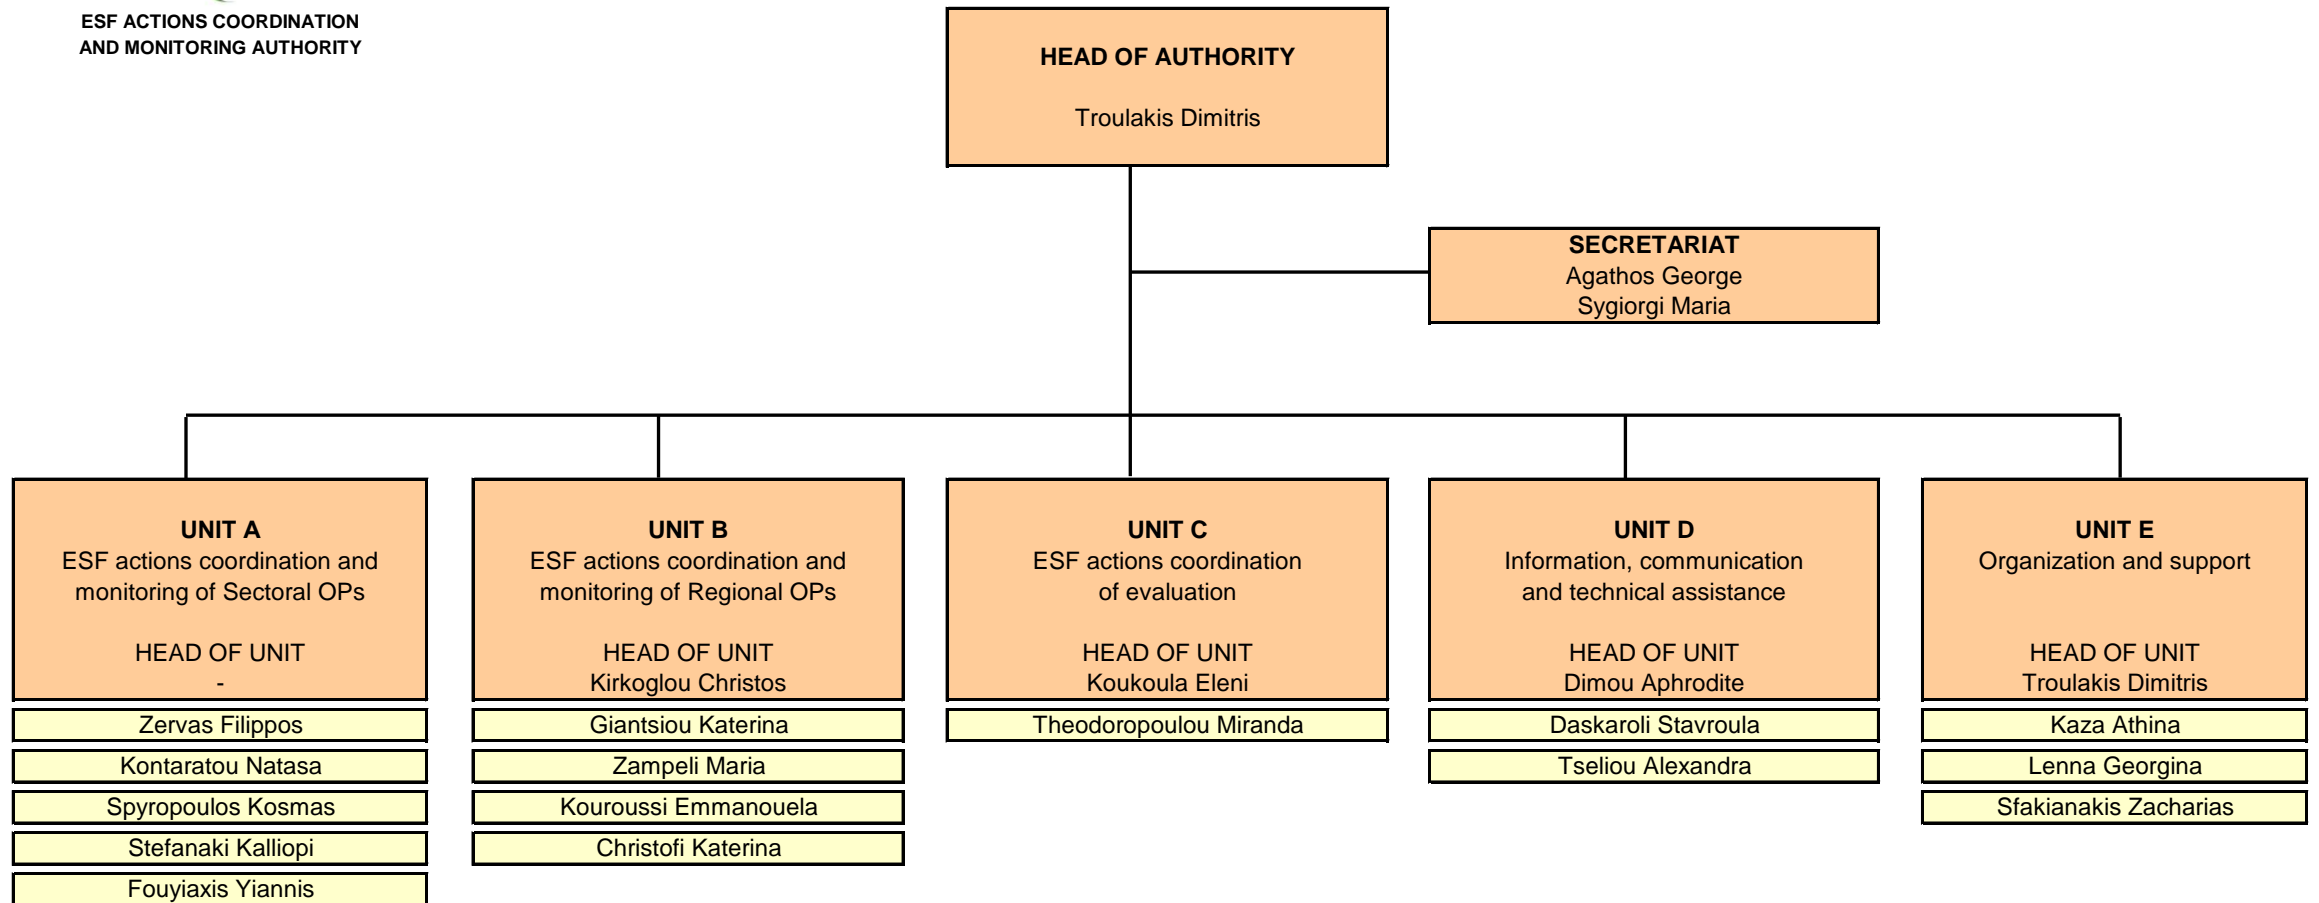 ESF ACTIONS COORDINATION
AND MONITORING AUTHORITY
HEAD OF AUTHORITY
Troulakis Dimitris
SECRETARIAT
Agathos George
Sygiorgi Maria
UNIT A
ESF actions coordination and
monitoring of Sectoral OPs
HEAD OF UNIT
-
Zervas Filippos
Kontaratou Natasa
Spyropoulos Kosmas
Stefanaki Kalliopi
Fouyiaxis Yiannis
UNIT B
ESF actions coordination and
monitoring of Regional OPs
HEAD OF UNIT
Kirkoglou Christos
Giantsiou Katerina
Zampeli Maria
Kouroussi Emmanouela
Christofi Katerina
UNIT C
ESF actions coordination
of evaluation
HEAD OF UNIT
Koukoula Eleni
Theodoropoulou Miranda
UNIT D
Information, communication
and technical assistance
HEAD OF UNIT
Dimou Aphrodite
Daskaroli Stavroula
Tseliou Alexandra
UNIT E
Organization and support
HEAD OF UNIT
Troulakis Dimitris
Kaza Athina
Lenna Georgina
Sfakianakis Zacharias